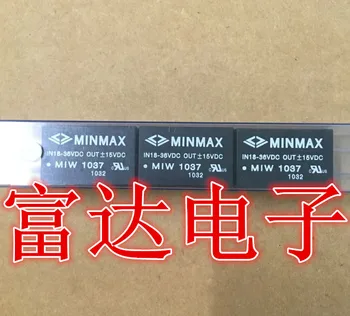 MINMAX MINMAX MINMAX
IN18-36VDC OUT±15VDC IN18-36VDC OUT±15VDC IN18-36VDC OUT±15VDC
MIW 1037 MIW 1037 MIW 1037
1032 1032 1032
富达电子